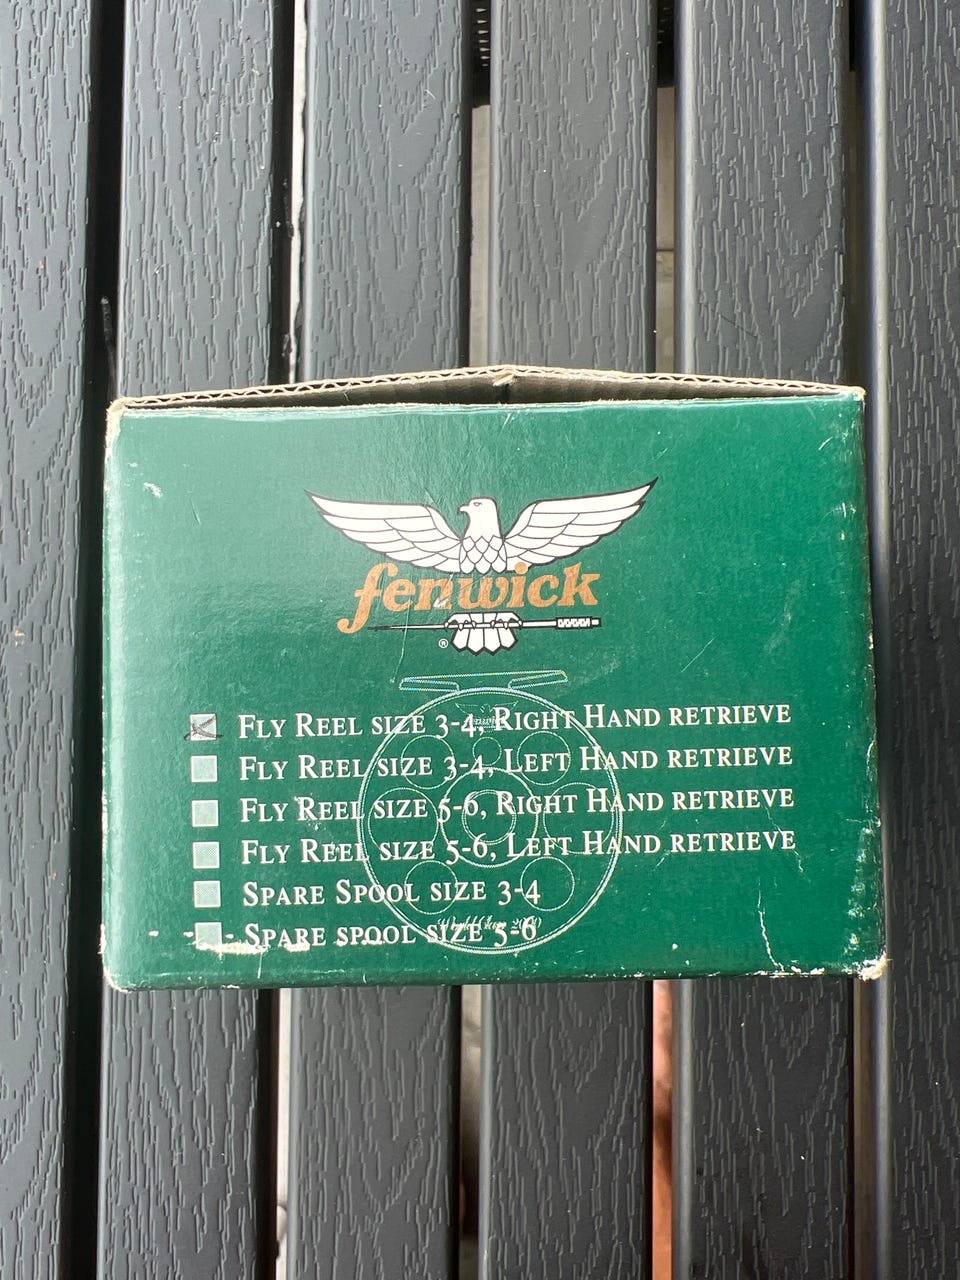 fenwick
®
FLY REEL SIZE 3-4, RIGHT HAND RETRIEVE
FLY REEL SIZE 3-4, LEFT HAND RETRIEVE
FLY REEL SIZE 5-6, RIGHT HAND RETRIEVE
FLY REEL SIZE 5-6, LEFT HAND RETRIEVE
SPARE SPOOL SIZE 3-4
SPARE SPOOL SIZE 5-6